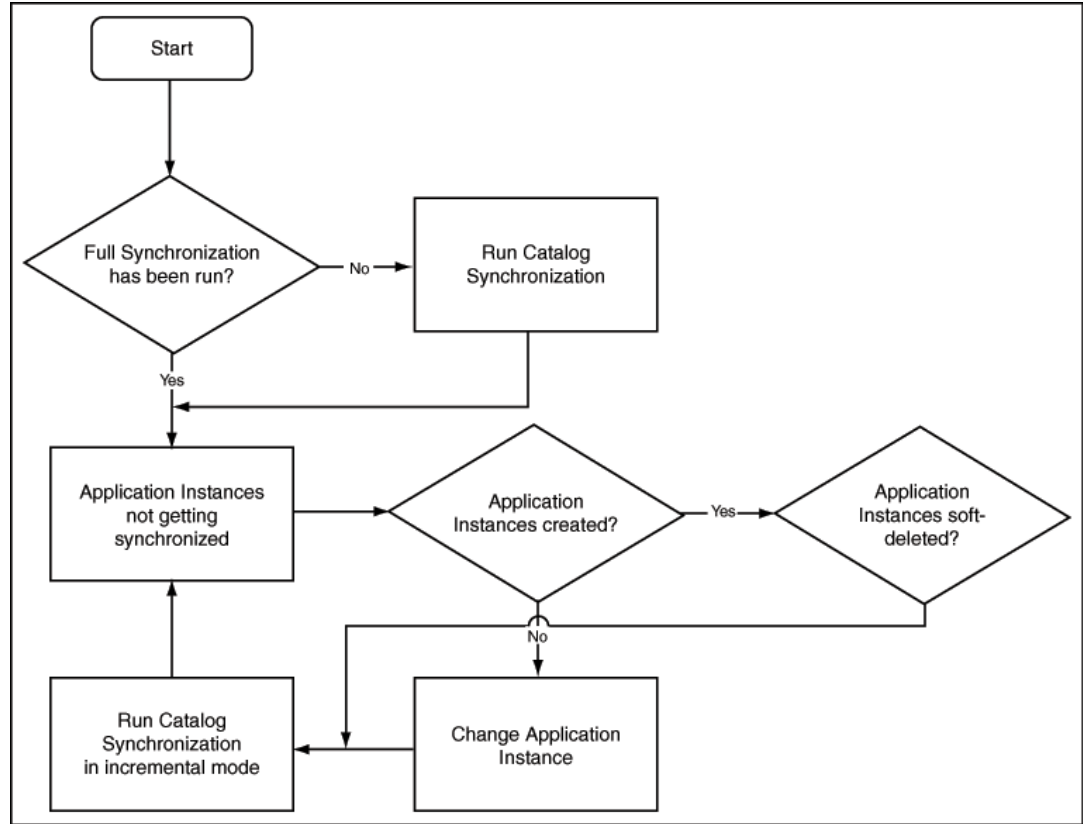 Start
Full Synchronization
has been run?
No
Run Catalog
Synchronization
Yes
Application Instances
not getting
synchronized
Application
Instances created?
Yes
Application
Instances soft-
deleted?
No
Run Catalog
Synchronization
in incremental mode
Change Application
Instance